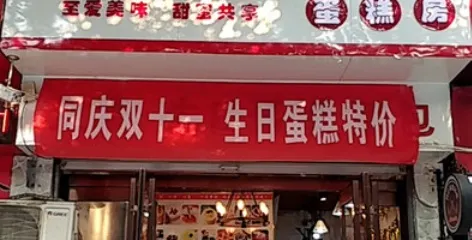 至爱美味 甜蜜共享
蛋糕房
同庆双十一 生日蛋糕特价
包